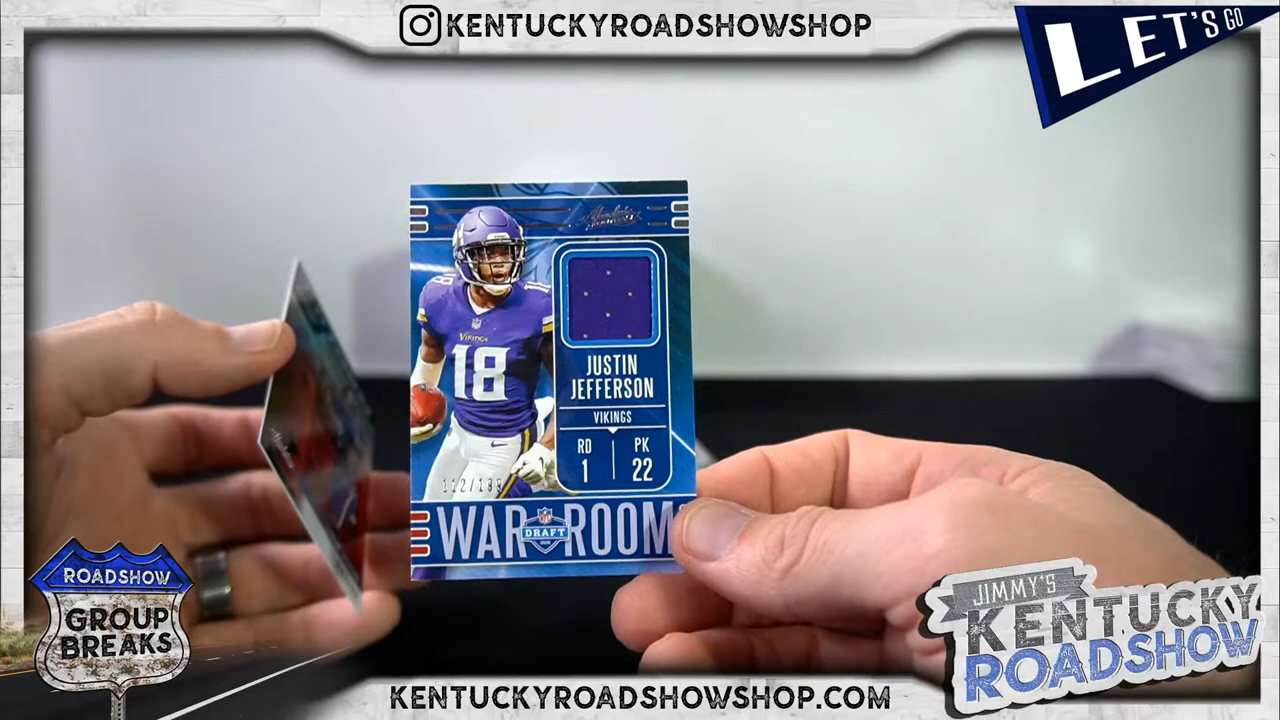 KENTUCKYROADSHOWSHOP
LET'S GO
Absolute
18
VIKINGS
18
JUSTIN
JEFFERSON
VIKINGS
RD
1
PK
22
WAR ROOM
DRAFT
ROADSHOW
GROUP
BREAKS
JIMMY'S
KENTUCKY
ROADSHOW
KENTUCKYROADSHOWSHOP.COM